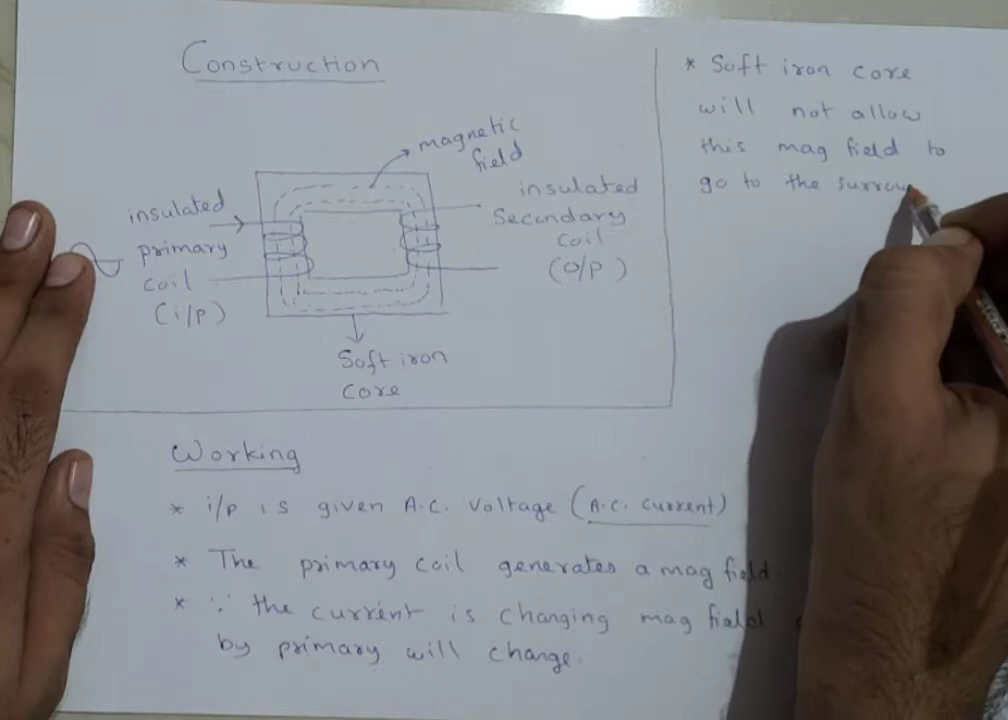 Construction
magnetic
field
insulated
primary
coil
(i/p)
insulated
Secondary
coil
(O/P)
Soft iron
Core
* Soft iron core
will not allow
this mag field to
go to the
Working
* i/p is given A.C. Voltage (A.C. Current)
* The primary coil generates a mag field.
* ∵ the current is changing mag field
by primary will change.